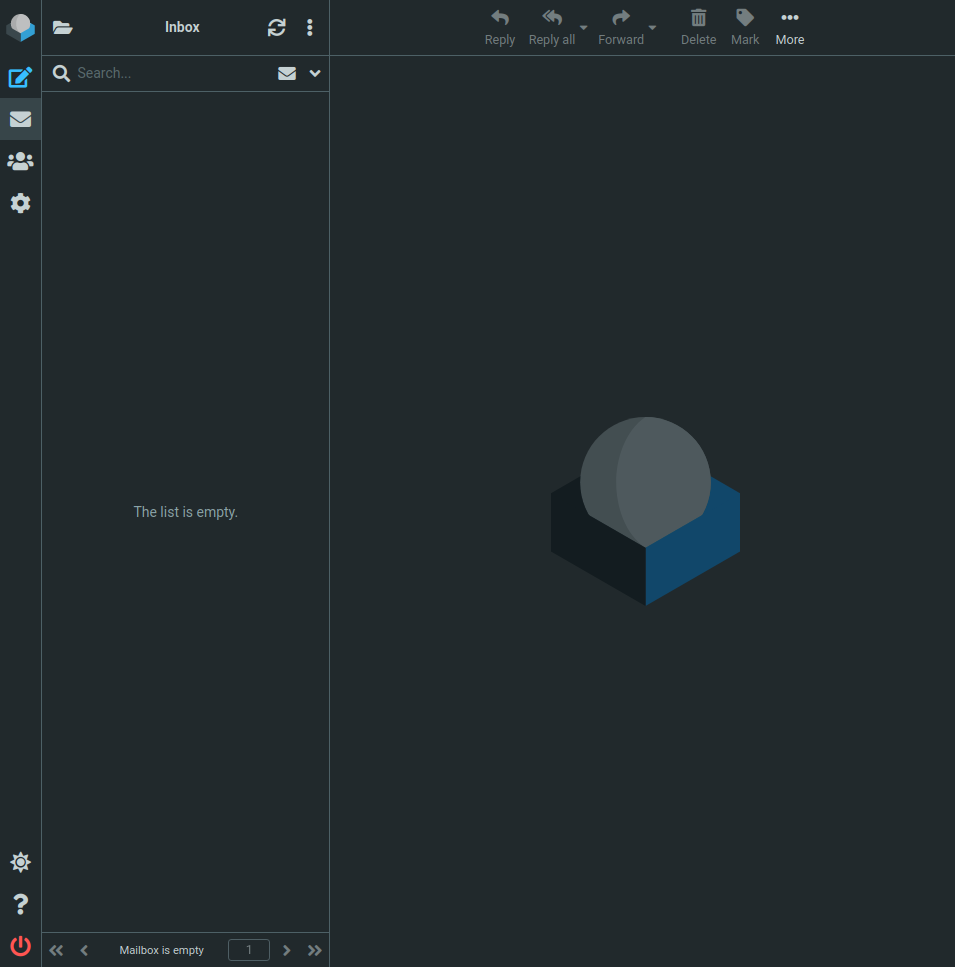 Inbox
Reply
Reply all
Forward
Delete
Mark
More
Search...
The list is empty.
Mailbox is empty
1